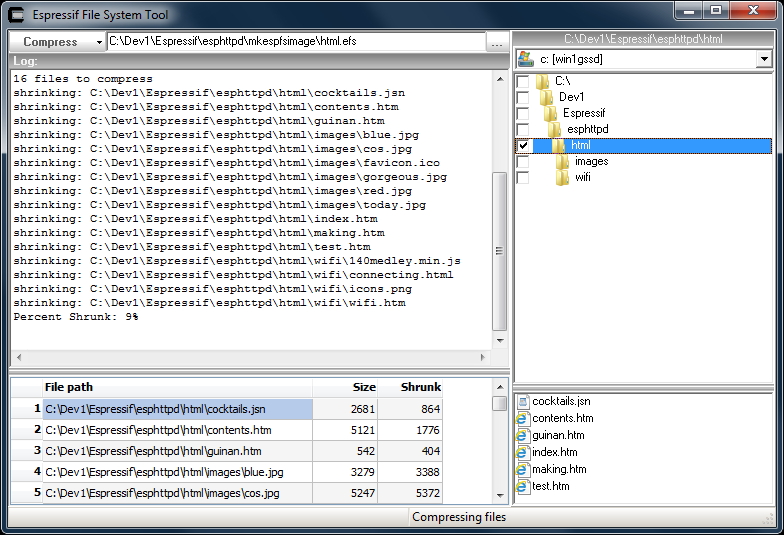 Espressif File System Tool
Compress
C:\Dev1\Espressif\esphttpd\mkespfsimage\html.efs
...
Log:
16 files to compress
shrinking: C:\Dev1\Espressif\esphttpd\html\cocktails.jsn
shrinking: C:\Dev1\Espressif\esphttpd\html\contents.htm
shrinking: C:\Dev1\Espressif\esphttpd\html\guinan.htm
shrinking: C:\Dev1\Espressif\esphttpd\html\images\blue.jpg
shrinking: C:\Dev1\Espressif\esphttpd\html\images\cos.jpg
shrinking: C:\Dev1\Espressif\esphttpd\html\images\favicon.ico
shrinking: C:\Dev1\Espressif\esphttpd\html\images\gorgeous.jpg
shrinking: C:\Dev1\Espressif\esphttpd\html\images\red.jpg
shrinking: C:\Dev1\Espressif\esphttpd\html\images\today.jpg
shrinking: C:\Dev1\Espressif\esphttpd\html\index.htm
shrinking: C:\Dev1\Espressif\esphttpd\html\making.htm
shrinking: C:\Dev1\Espressif\esphttpd\html\test.htm
shrinking: C:\Dev1\Espressif\esphttpd\html\wifi\140medley.min.js
shrinking: C:\Dev1\Espressif\esphttpd\html\wifi\connecting.html
shrinking: C:\Dev1\Espressif\esphttpd\html\wifi\icons.png
shrinking: C:\Dev1\Espressif\esphttpd\html\wifi\wifi.htm
Percent Shrunk: 9%
File path Size Shrunk
1 C:\Dev1\Espressif\esphttpd\html\cocktails.jsn 2681 864
2 C:\Dev1\Espressif\esphttpd\html\contents.htm 5121 1776
3 C:\Dev1\Espressif\esphttpd\html\guinan.htm 542 404
4 C:\Dev1\Espressif\esphttpd\html\images\blue.jpg 3279 3388
5 C:\Dev1\Espressif\esphttpd\html\images\cos.jpg 5247 5372
C:\Dev1\Espressif\esphttpd\html
c: [win1gssd]
C:\
Dev1
Espressif
esphttpd
html
images
wifi
cocktails.jsn
contents.htm
guinan.htm
index.htm
making.htm
test.htm
Compressing files